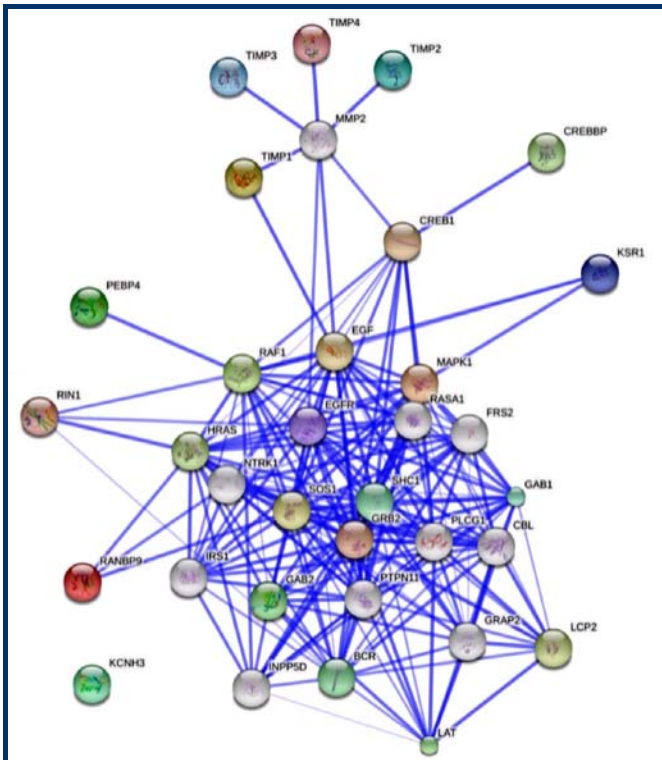 TIMP4
TIMP3
TIMP2
MMP2
CREBBP
TIMP1
CREB1
KSR1
PEBP4
EGF
RAF1
MAPK1
RIN1
EGFR
RASA1
FRS2
HRAS
NTRK1
SHC1
GAB1
SOS1
GRB2
PLCG1
CBL
RANBP9
IRS1
GAB2
PTPN11
GRAP2
LCP2
KCNH3
INPP5D
BCR
LAT